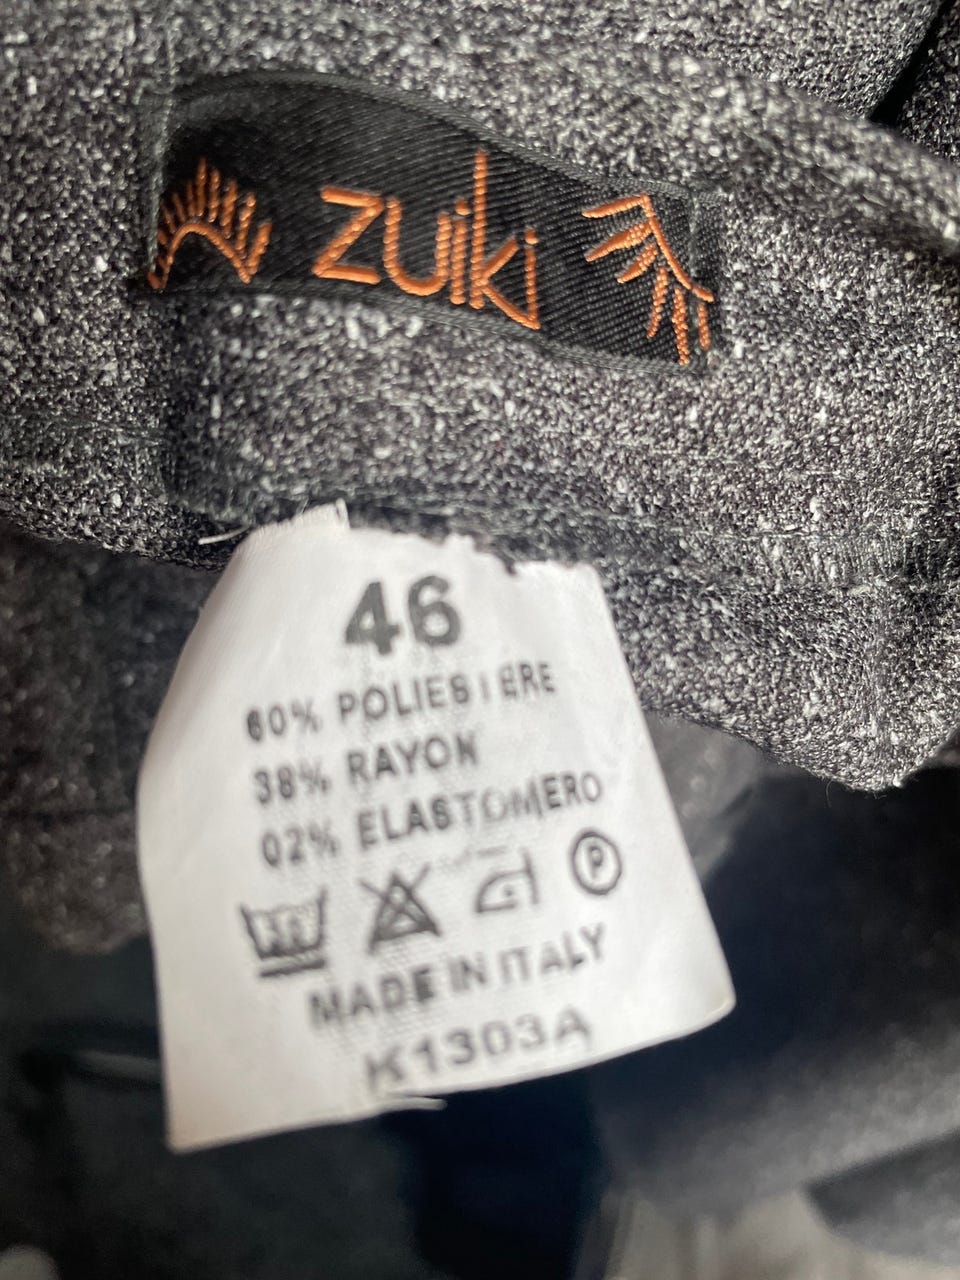 zuiki
46
60% POLIESTERE
38% RAYON
02% ELASTOMERO
P
MADE IN ITALY
K1303A